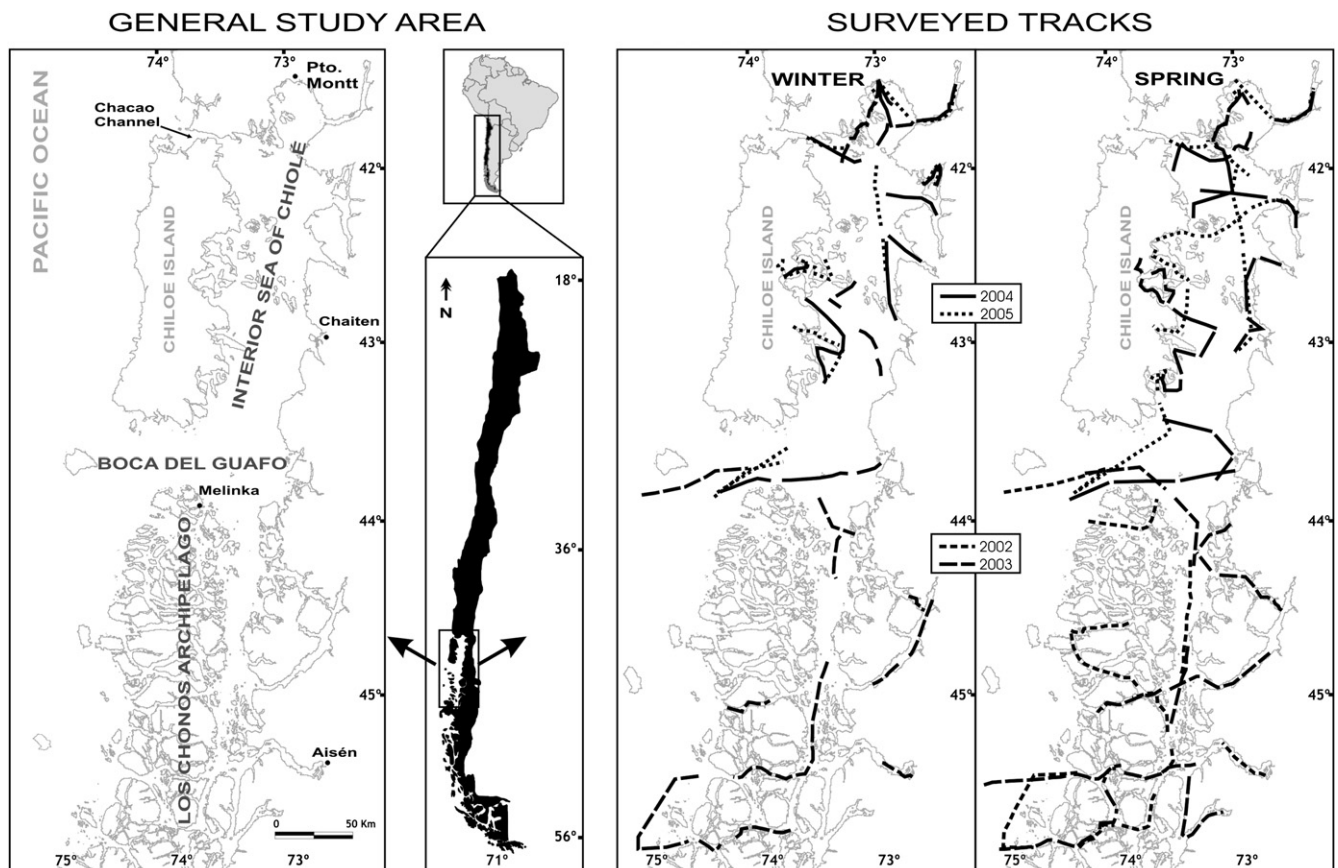 GENERAL STUDY AREA
SURVEYED TRACKS
74°
73°
Pto.
Montt
Chacao
Channel
PACIFIC OCEAN
CHILOE ISLAND
INTERIOR SEA OF CHIOLÉ
42°
Chaiten
43°
BOCA DEL GUAFO
Melinka
44°
LOS CHONOS ARCHIPELAGO
45°
Aisén
0 50 Km
75°
74°
73°
N
18°
36°
56°
71°
74°
73°
WINTER
CHILOE ISLAND
42°
2004
2005
43°
44°
2002
2003
45°
75°
74°
73°
74°
73°
SPRING
CHILOE ISLAND
42°
43°
44°
45°
75°
74°
73°